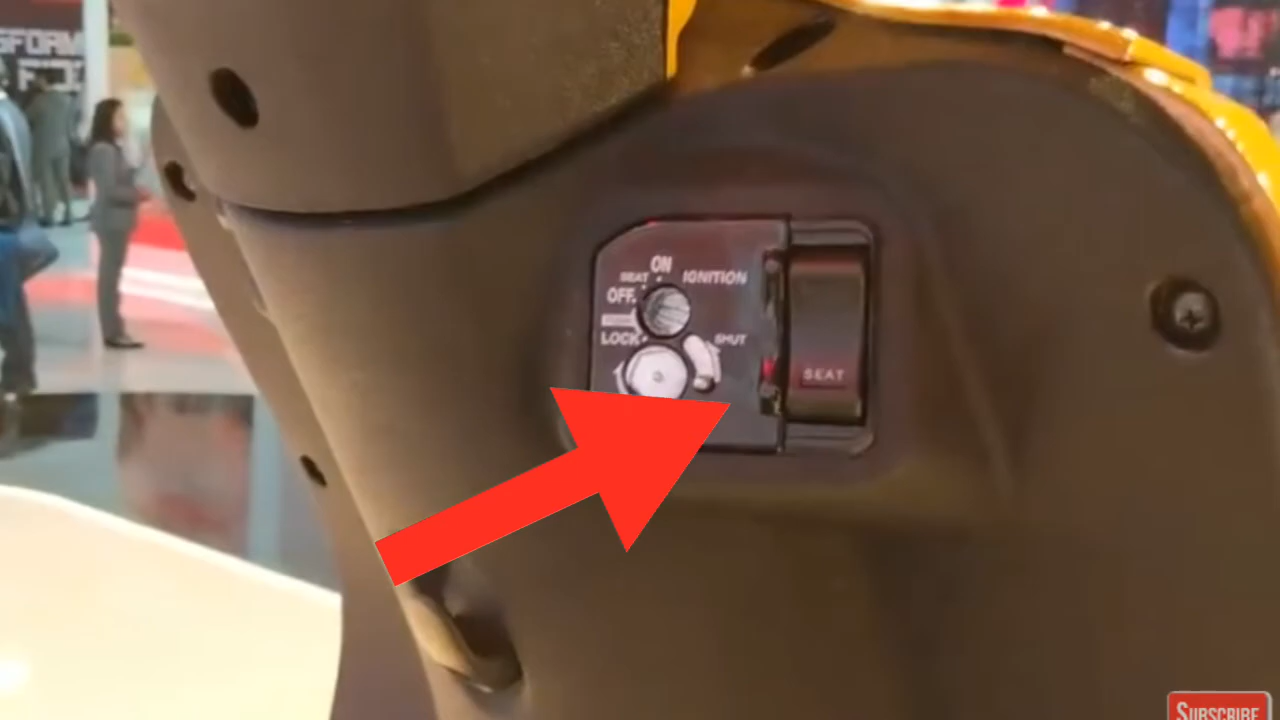 ON
SEAT IGNITION
OFF
LOCK SHUT
SEAT
SUBSCRIBE